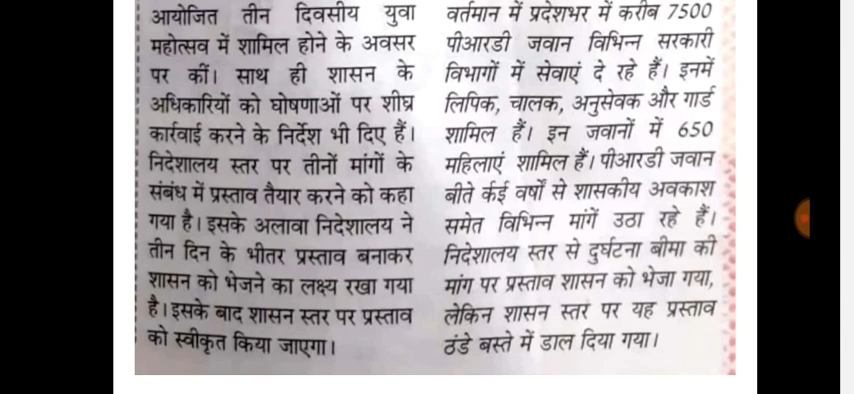 आयोजित तीन दिवसीय युवा
महोत्सव में शामिल होने के अवसर
पर कीं। साथ ही शासन के
अधिकारियों को घोषणाओं पर शीघ्र
कार्रवाई करने के निर्देश भी दिए हैं।
निदेशालय स्तर पर तीनों मांगों के
संबंध में प्रस्ताव तैयार करने को कहा
गया है। इसके अलावा निदेशालय ने
तीन दिन के भीतर प्रस्ताव बनाकर
शासन को भेजने का लक्ष्य रखा गया
है। इसके बाद शासन स्तर पर प्रस्ताव
को स्वीकृत किया जाएगा।
वर्तमान में प्रदेशभर में करीब 7500
पीआरडी जवान विभिन्न सरकारी
विभागों में सेवाएं दे रहे हैं। इनमें
लिपिक, चालक, अनुसेवक और गार्ड
शामिल हैं। इन जवानों में 650
महिलाएं शामिल हैं। पीआरडी जवान
बीते कई वर्षों से शासकीय अवकाश
समेत विभिन्न मांगें उठा रहे हैं।
निदेशालय स्तर से दुर्घटना बीमा की
मांग पर प्रस्ताव शासन को भेजा गया,
लेकिन शासन स्तर पर यह प्रस्ताव
ठंडे बस्ते में डाल दिया गया।